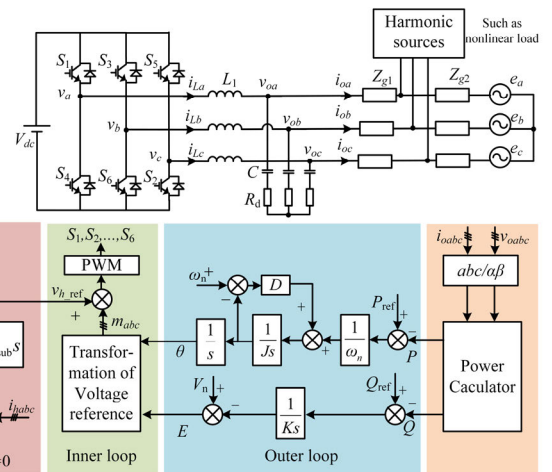 Harmonic
sources
Such as
nonlinear load
S1 S3 S5
iLa L1 voa ioa Zg1 Zg2 ea
va
vb iLb vob iob eb
Vdc
vc iLc voc ioc ec
S4 S6 S2
C
Rd
S1,S2,...,S6
PWM
vh_ref
+
mabc
Transfor-
mation of
Voltage
reference
subs
ihabc
=0
Inner loop
ωn + − D
+
θ 1/s 1/Js + 1/ωn − P
Pref +
Vn + Qref +
E − 1/Ks − Q
Outer loop
ioabc voabc
abc/αβ
Power
Caculator